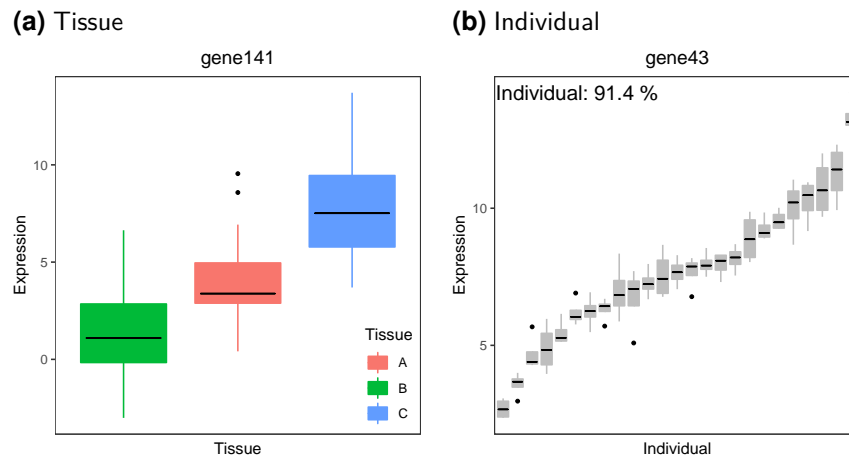 (a) Tissue
gene141
Expression
10
5
0
Tissue
A
B
C
Tissue
(b) Individual
gene43
Individual: 91.4 %
Expression
10
5
Individual